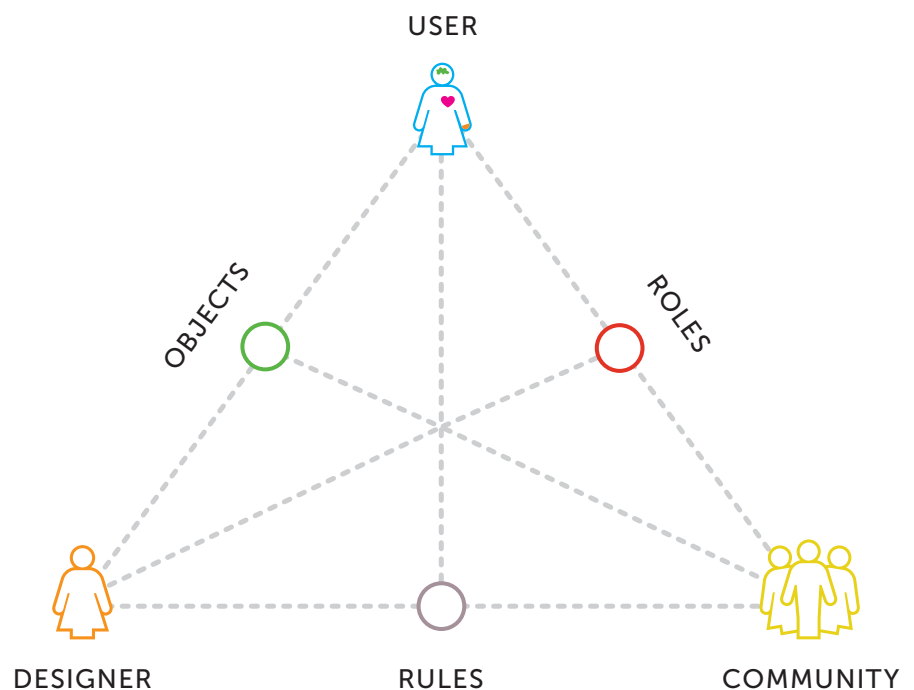 USER
OBJECTS
ROLES
DESIGNER
RULES
COMMUNITY